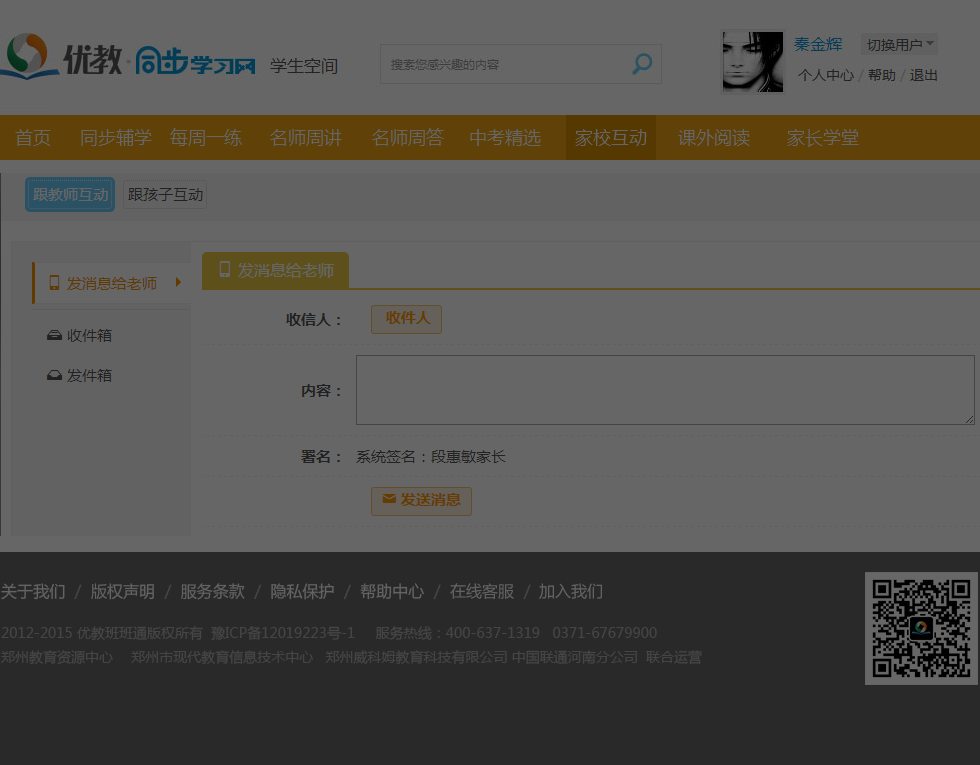 优教·同步学习网 学生空间
搜索您感兴趣的内容
秦金辉 切换用户
个人中心 / 帮助 / 退出
首页 同步辅学 每周一练 名师周讲 名师周答 中考精选 家校互动 课外阅读 家长学堂
跟教师互动 跟孩子互动
发消息给老师
收件箱
发件箱
发消息给老师
收信人： 收件人
内容：
署名： 系统签名：段惠敏家长
发送消息
关于我们 / 版权声明 / 服务条款 / 隐私保护 / 帮助中心 / 在线客服 / 加入我们
2012-2015 优教班班通版权所有 豫ICP备12019223号-1 服务热线：400-637-1319 0371-67679900
郑州教育资源中心 郑州市现代教育信息技术中心 郑州威科姆教育科技有限公司 中国联通河南分公司 联合运营